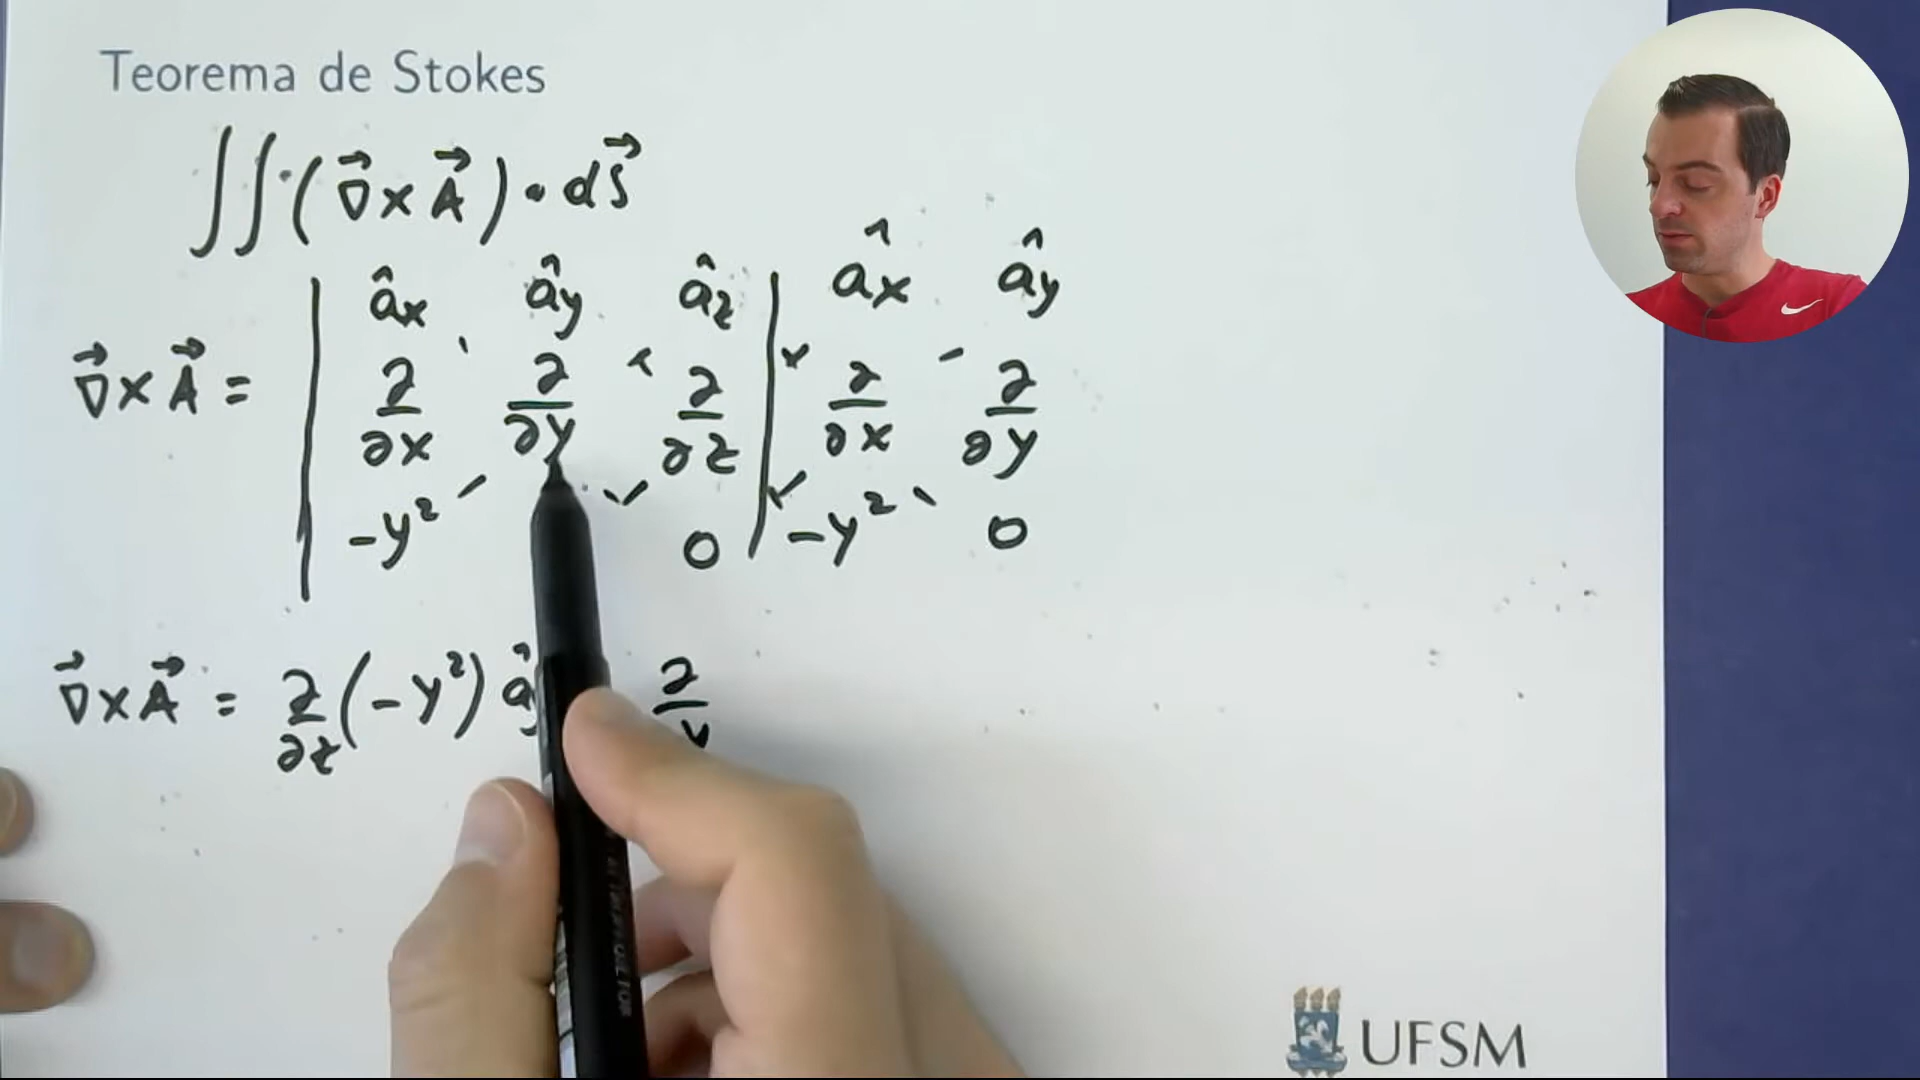 Teorema de Stokes
∬(∇⃗×A⃗)·dS⃗
âx ây âz | âx ây
∇⃗×A⃗ = | ∂/∂x ∂/∂y ∂/∂z | ∂/∂x ∂/∂y
-y² 0 | -y² 0
∇⃗×A⃗ = ∂/∂z (-y²) ây ∂/∂y
UFSM